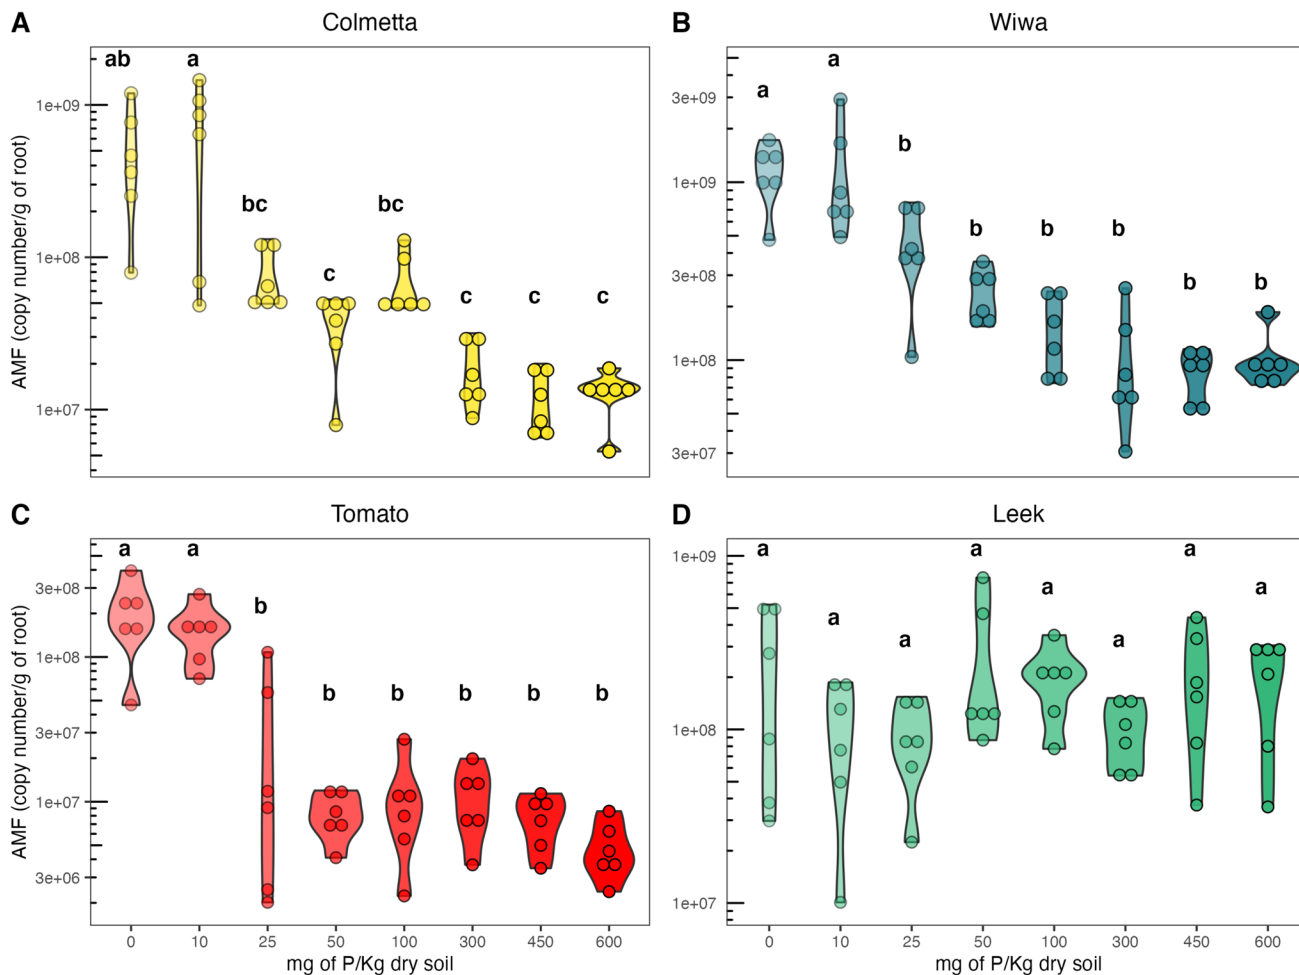 A Colmetta
ab a bc c bc c c c
1e+09
1e+08
1e+07
AMF (copy number/g of root)
B Wiwa
a a b b b b b b
3e+09
1e+09
3e+08
1e+08
3e+07
C Tomato
a a b b b b b b
3e+08
1e+08
3e+07
1e+07
3e+06
AMF (copy number/g of root)
0 10 25 50 100 300 450 600
mg of P/Kg dry soil
D Leek
a a a a a a a a
1e+09
1e+08
1e+07
0 10 25 50 100 300 450 600
mg of P/Kg dry soil